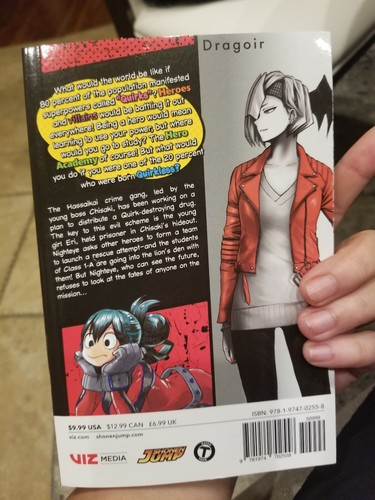 Dragoir
What would the world be like if
80 percent of the population manifested
superpowers called "Quirks"? Heroes
and villains would be battling it out
everywhere! Being a hero would mean
learning to use your power, but where
would you go to study? The Hero
Academy of course! But what would
you do if you were one of the 20 percent
who were born Quirkless?
The Hassaikai crime gang, led by the
young boss Chisaki, has been working on a
plan to distribute a Quirk-destroying drug.
The key to this evil scheme is the young
girl Eri, held prisoner in Chisaki's hideout.
Nighteye asks other heroes to form a team
to launch a rescue attempt—and the students
of Class 1-A are going into the lion's den with
them! But Nighteye, who can see the future,
refuses to look at the fates of anyone on the
mission...
$9.99 USA $12.99 CAN £6.99 UK
viz.com shonenjump.com
VIZ MEDIA
SHONEN JUMP
T
ISBN: 978-1-9747-0255-8
50999
9 781974 702558